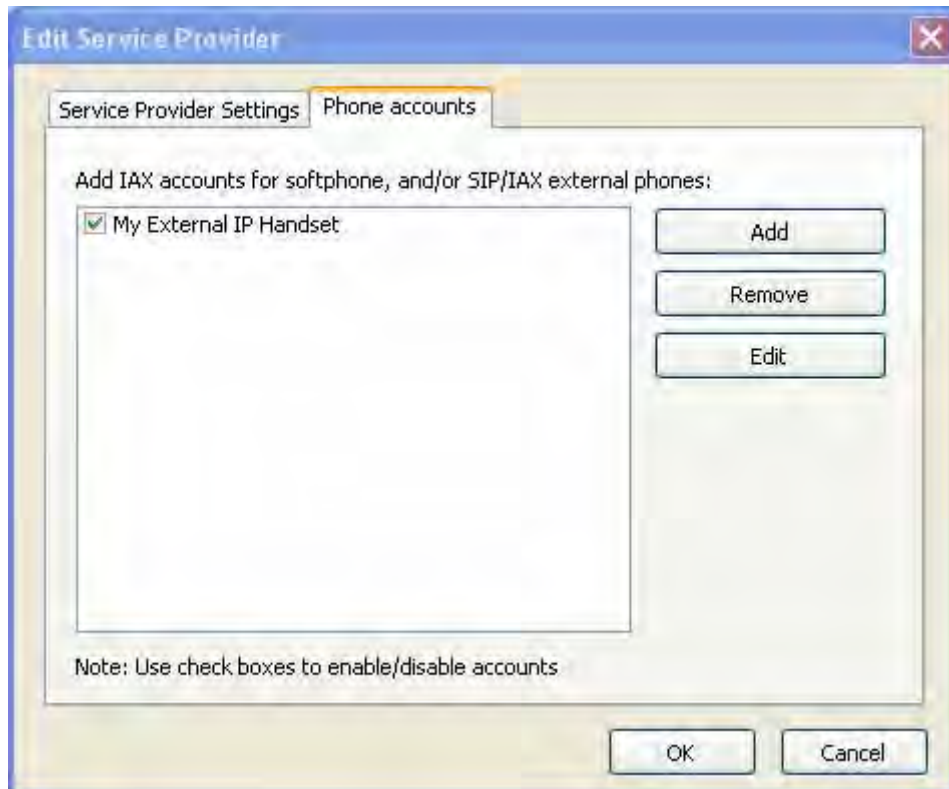 Edit Service Provider
Service Provider Settings
Phone accounts
Add IAX accounts for softphone, and/or SIP/IAX external phones:
My External IP Handset
Add
Remove
Edit
Note: Use check boxes to enable/disable accounts
OK
Cancel